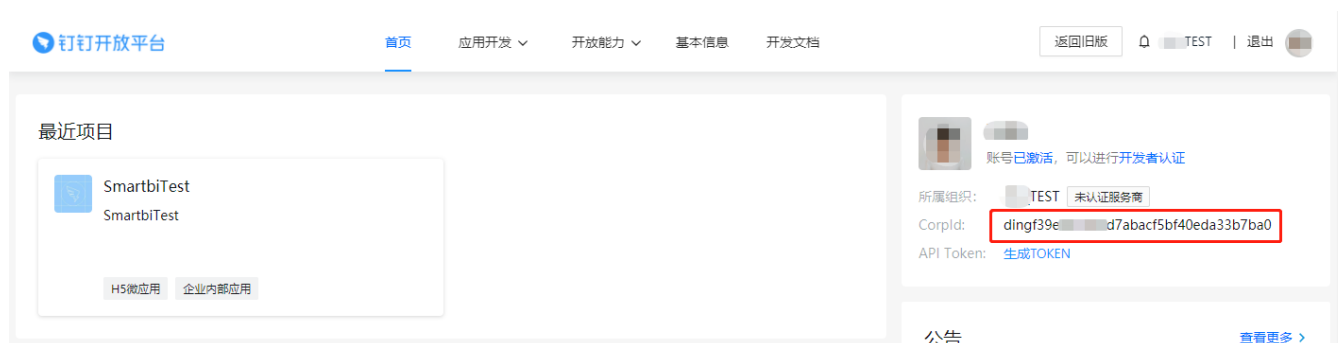 钉钉开放平台
首页 应用开发 开放能力 基本信息 开发文档 返回旧版 TEST | 退出
最近项目
SmartbiTest
SmartbiTest
H5微应用 企业内部应用
账号已激活，可以进行开发者认证
所属组织: TEST 未认证服务商
CorpId: dingf39e d7abacf5bf40eda33b7ba0
API Token: 生成TOKEN
公告 查看更多 >